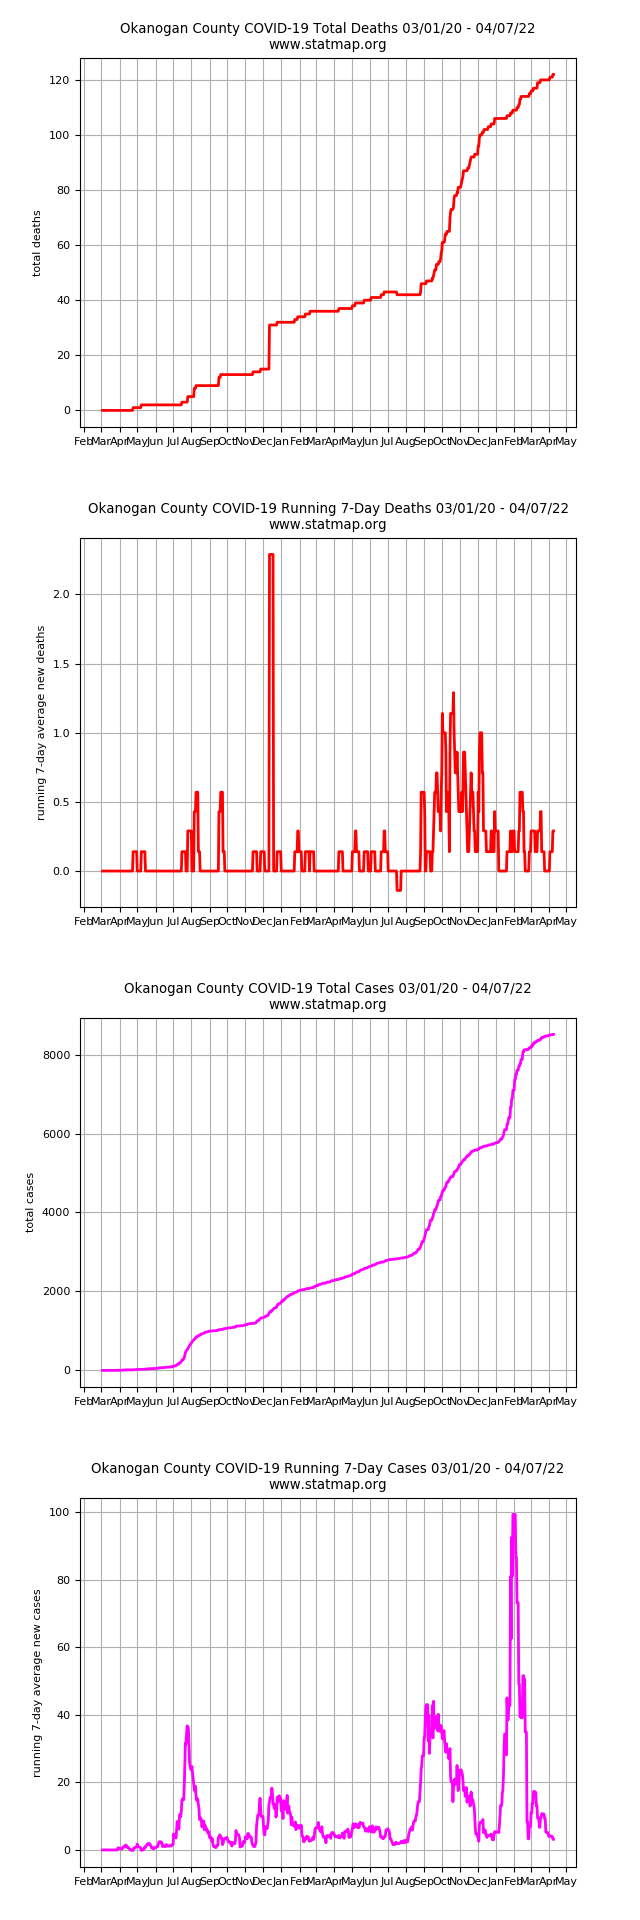 Okanogan County COVID-19 Total Deaths 03/01/20 - 04/07/22
www.statmap.org
120
100
80
60
40
20
0
total deaths
Feb Mar Apr May Jun Jul Aug Sep Oct Nov Dec Jan Feb Mar Apr May Jun Jul Aug Sep Oct Nov Dec Jan Feb Mar Apr May
Okanogan County COVID-19 Running 7-Day Deaths 03/01/20 - 04/07/22
www.statmap.org
2.0
1.5
1.0
0.5
0.0
running 7-day average new deaths
Feb Mar Apr May Jun Jul Aug Sep Oct Nov Dec Jan Feb Mar Apr May Jun Jul Aug Sep Oct Nov Dec Jan Feb Mar Apr May
Okanogan County COVID-19 Total Cases 03/01/20 - 04/07/22
www.statmap.org
8000
6000
4000
2000
0
total cases
Feb Mar Apr May Jun Jul Aug Sep Oct Nov Dec Jan Feb Mar Apr May Jun Jul Aug Sep Oct Nov Dec Jan Feb Mar Apr May
Okanogan County COVID-19 Running 7-Day Cases 03/01/20 - 04/07/22
www.statmap.org
100
80
60
40
20
0
running 7-day average new cases
Feb Mar Apr May Jun Jul Aug Sep Oct Nov Dec Jan Feb Mar Apr May Jun Jul Aug Sep Oct Nov Dec Jan Feb Mar Apr May